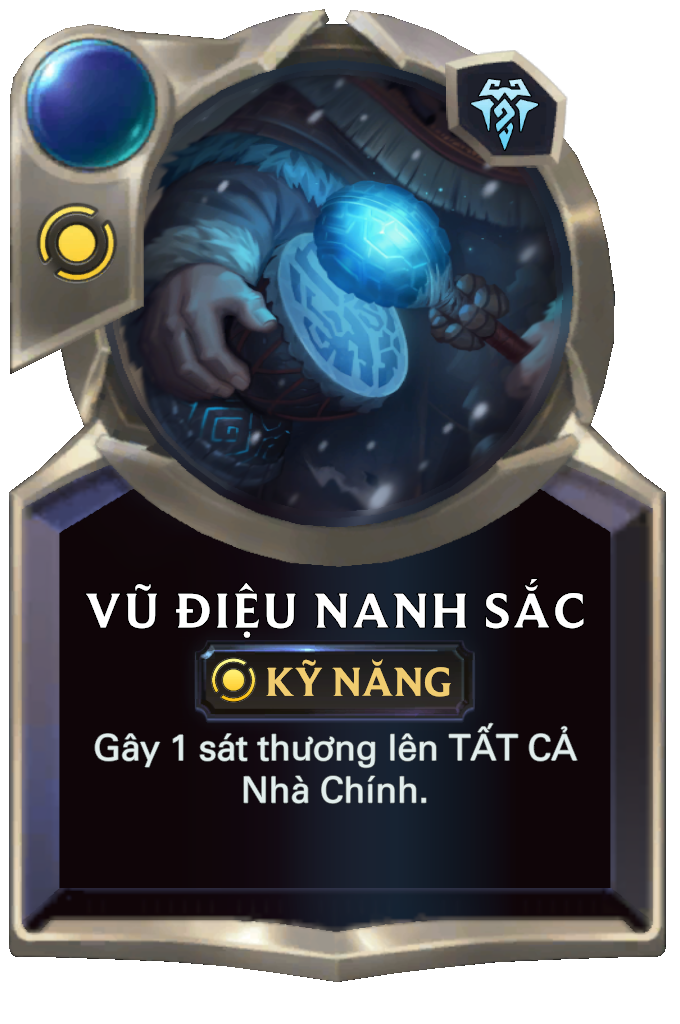 VŨ ĐIỆU NANH SẮC
KỸ NĂNG
Gây 1 sát thương lên TẤT CẢ
Nhà Chính.